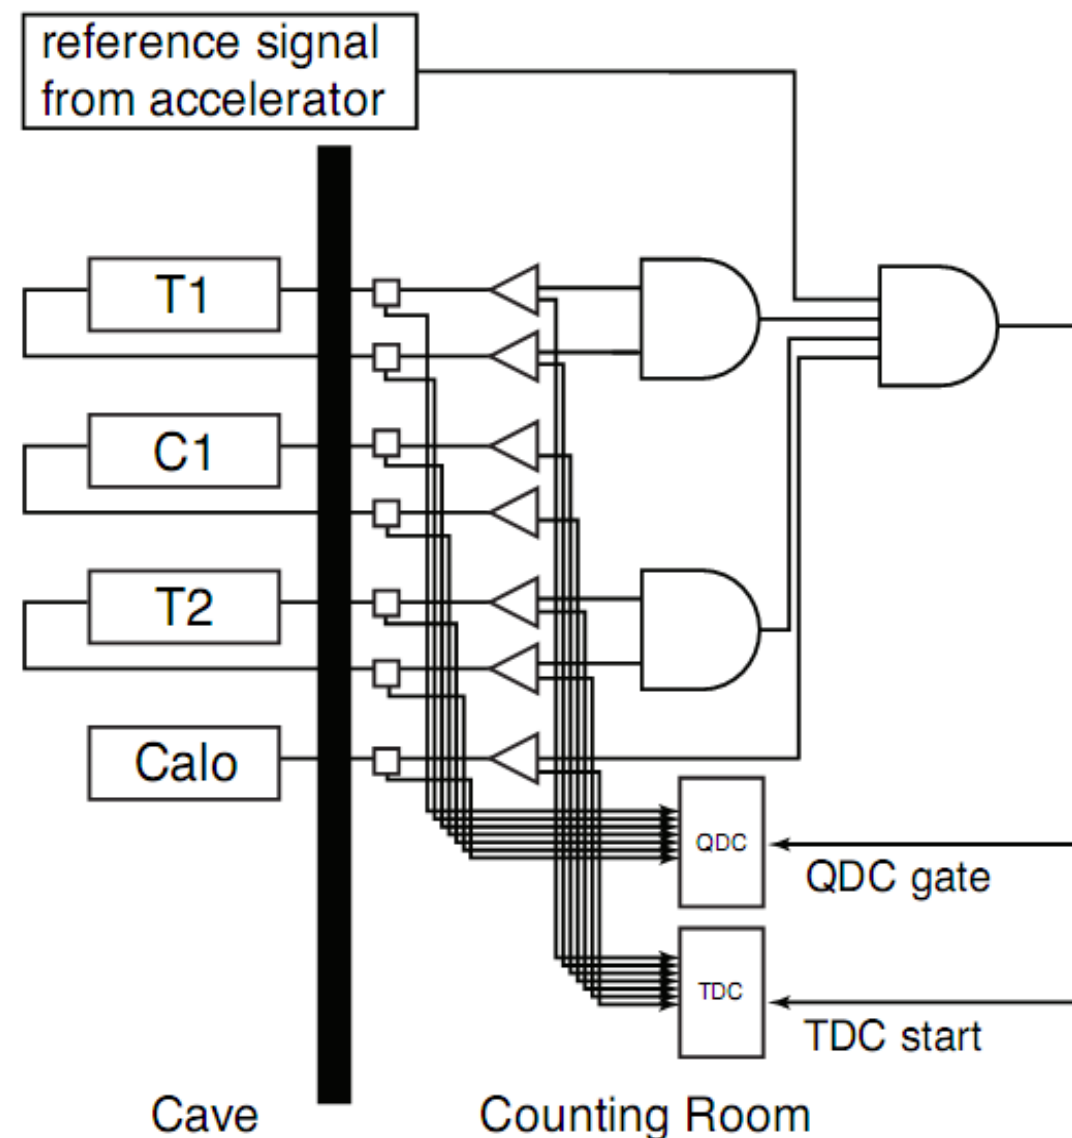 reference signal
from accelerator
T1
C1
T2
Calo
QDC
QDC gate
TDC
TDC start
Cave
Counting Room